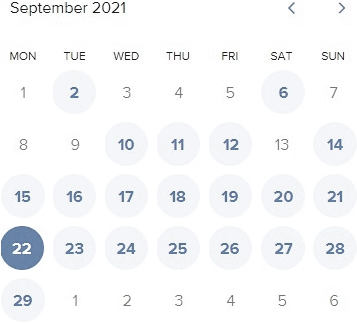 September 2021
MON TUE WED THU FRI SAT SUN
1 2 3 4 5 6 7
8 9 10 11 12 13 14
15 16 17 18 19 20 21
22 23 24 25 26 27 28
29 1 2 3 4 5 6